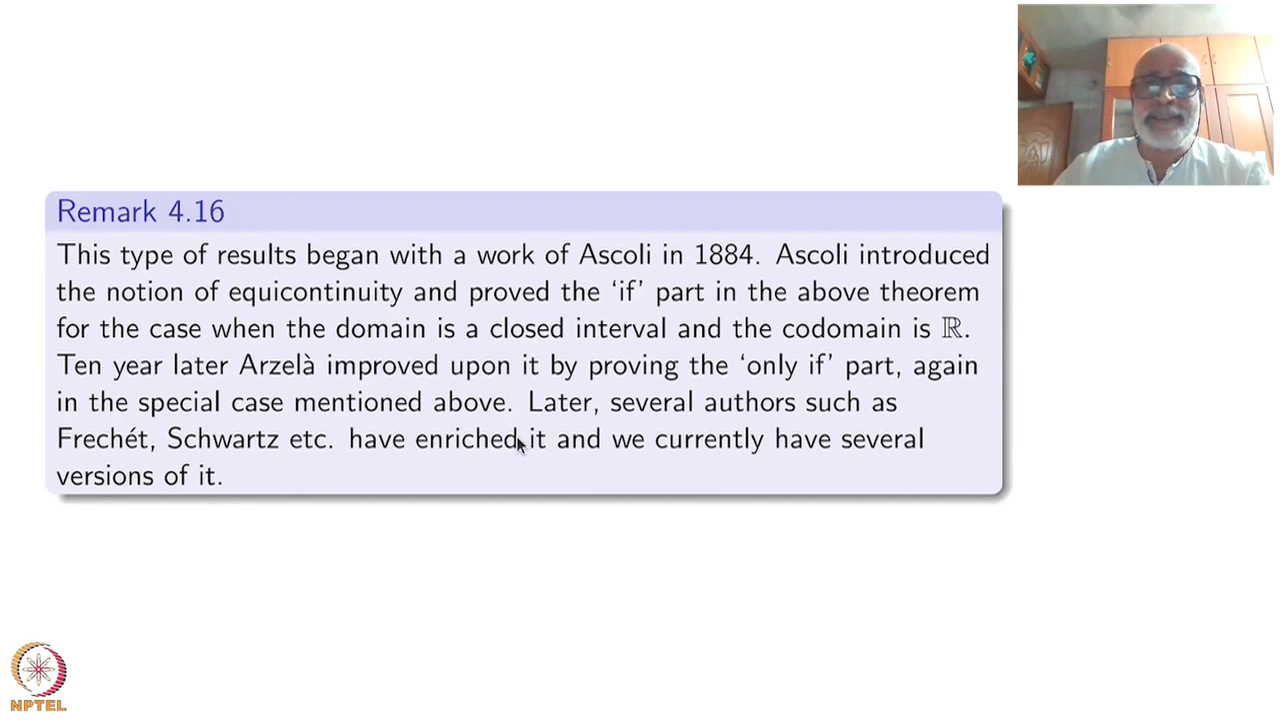 Remark 4.16
This type of results began with a work of Ascoli in 1884. Ascoli introduced
the notion of equicontinuity and proved the ‘if’ part in the above theorem
for the case when the domain is a closed interval and the codomain is ℝ.
Ten year later Arzelà improved upon it by proving the ‘only if’ part, again
in the special case mentioned above. Later, several authors such as
Frechét, Schwartz etc. have enriched it and we currently have several
versions of it.
NPTEL